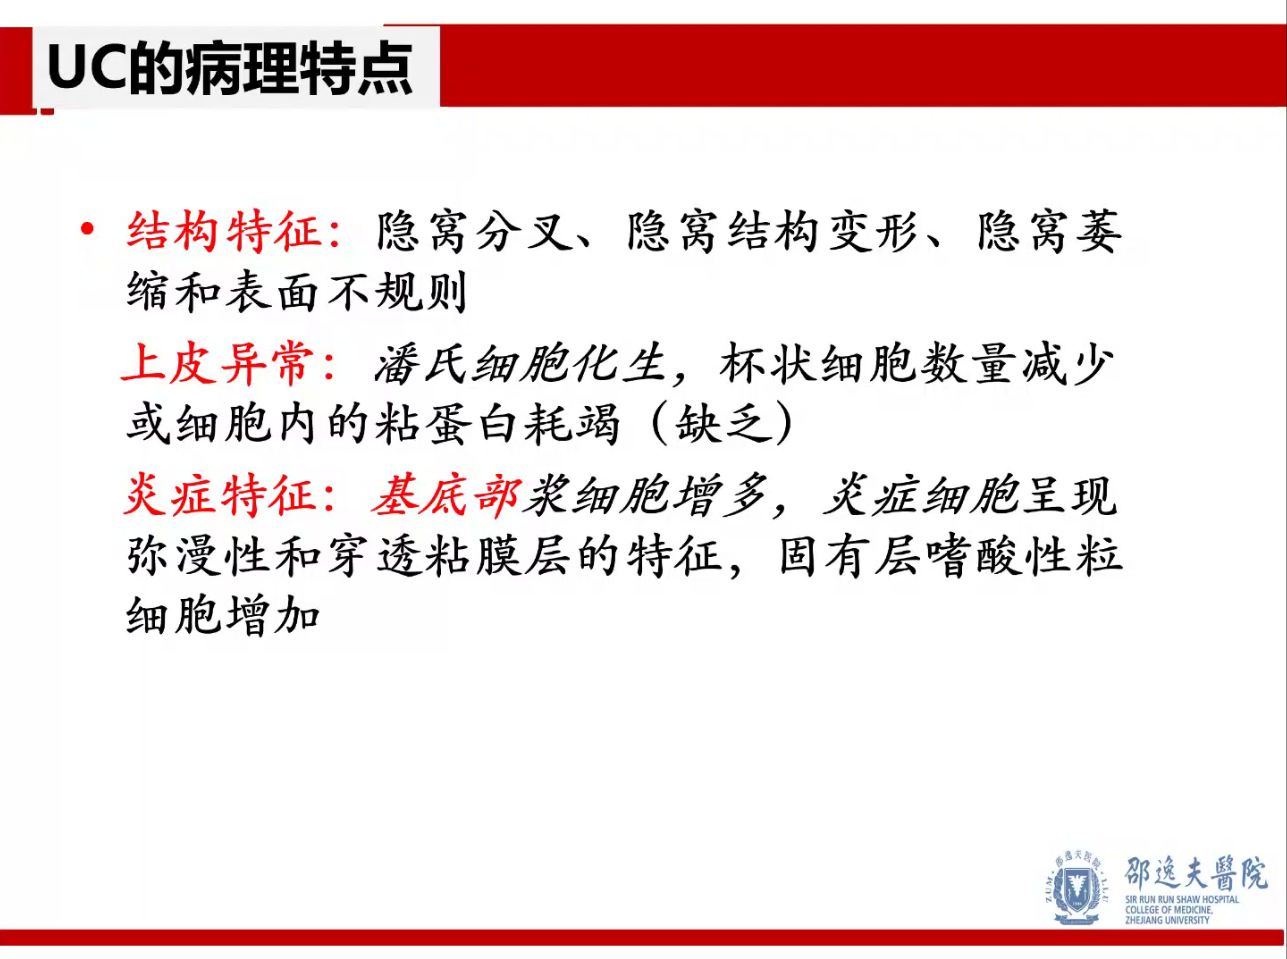 UC的病理特点
• 结构特征：隐窝分叉、隐窝结构变形、隐窝萎
缩和表面不规则
上皮异常：潘氏细胞化生，杯状细胞数量减少
或细胞内的粘蛋白耗竭（缺乏）
炎症特征：基底部浆细胞增多，炎症细胞呈现
弥漫性和穿透粘膜层的特征，固有层嗜酸性粒
细胞增加
邵逸夫医院
邵逸夫醫院
SIR RUN RUN SHAW HOSPITAL
COLLEGE OF MEDICINE,
ZHEJIANG UNIVERSITY